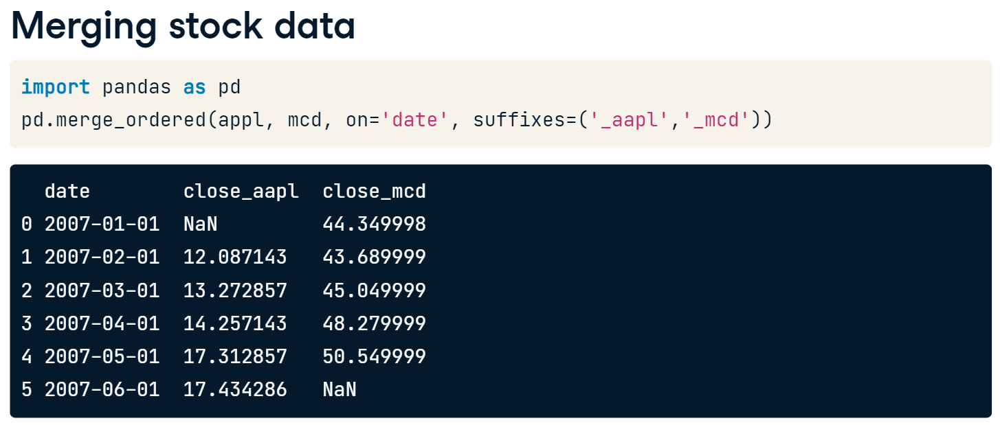 Merging stock data
import pandas as pd
pd.merge_ordered(appl, mcd, on='date', suffixes=('_aapl','_mcd'))
date close_aapl close_mcd
0 2007-01-01 NaN 44.349998
1 2007-02-01 12.087143 43.689999
2 2007-03-01 13.272857 45.049999
3 2007-04-01 14.257143 48.279999
4 2007-05-01 17.312857 50.549999
5 2007-06-01 17.434286 NaN